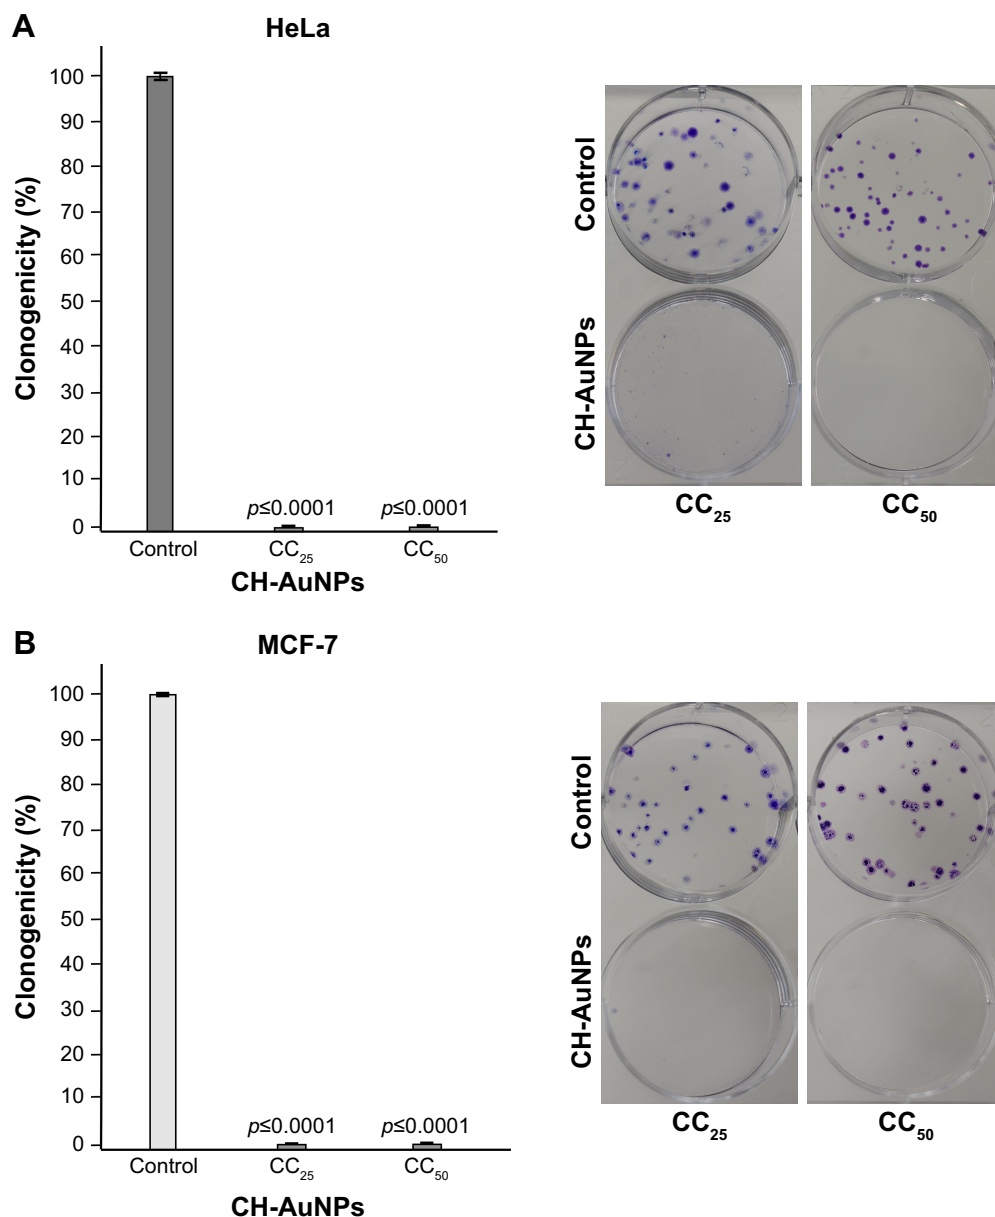 A
HeLa
Clonogenicity (%)
100
90
80
70
60
50
40
30
20
10
0
p≤0.0001
p≤0.0001
Control
CC25
CC50
CH-AuNPs
Control
CH-AuNPs
CC25
CC50
B
MCF-7
Clonogenicity (%)
100
90
80
70
60
50
40
30
20
10
0
p≤0.0001
p≤0.0001
Control
CC25
CC50
CH-AuNPs
Control
CH-AuNPs
CC25
CC50